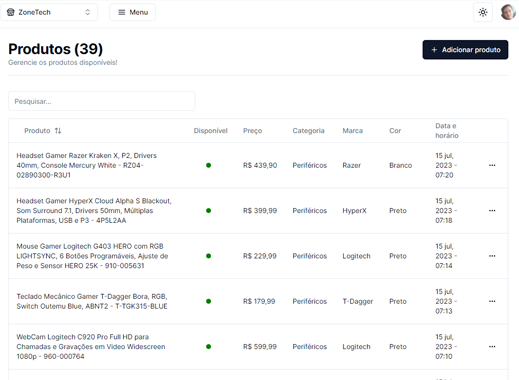 ZoneTech
Menu
Produtos (39)
Gerencie os produtos disponíveis!
Adicionar produto
Pesquisar...
Produto Disponível Preço Categoria Marca Cor Data e
horário
Headset Gamer Razer Kraken X, P2, Drivers
40mm, Console Mercury White - RZ04-
02890300-R3U1
R$ 439,90 Periféricos Razer Branco
15 jul,
2023 -
07:20
Headset Gamer HyperX Cloud Alpha S Blackout,
Som Surround 7.1, Drivers 50mm, Múltiplas
Plataformas, USB e P3 - 4P5L2AA
R$ 399,99 Periféricos HyperX Preto
15 jul,
2023 -
07:18
Mouse Gamer Logitech G403 HERO com RGB
LIGHTSYNC, 6 Botões Programáveis, Ajuste de
Peso e Sensor HERO 25K - 910-005631
R$ 229,99 Periféricos Logitech Preto
15 jul,
2023 -
07:14
Teclado Mecânico Gamer T-Dagger Bora, RGB,
Switch Outemu Blue, ABNT2 - T-TGK315-BLUE
R$ 179,99 Periféricos T-Dagger Preto
15 jul,
2023 -
07:13
WebCam Logitech C920 Pro Full HD para
Chamadas e Gravações em Vídeo Widescreen
1080p - 960-000764
R$ 599,99 Periféricos Logitech Preto
15 jul,
2023 -
07:10